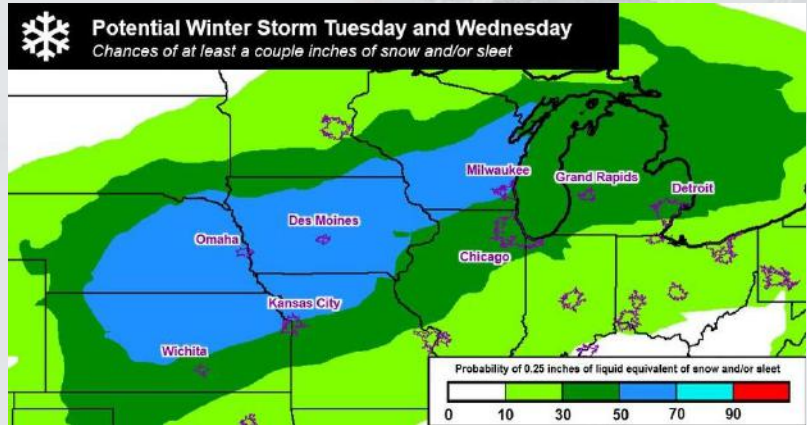 Potential Winter Storm Tuesday and Wednesday
Chances of at least a couple inches of snow and/or sleet
Milwaukee
Grand Rapids
Detroit
Des Moines
Omaha
Chicago
Kansas City
Wichita
Probability of 0.25 inches of liquid equivalent of snow and/or sleet
0 10 30 50 70 90